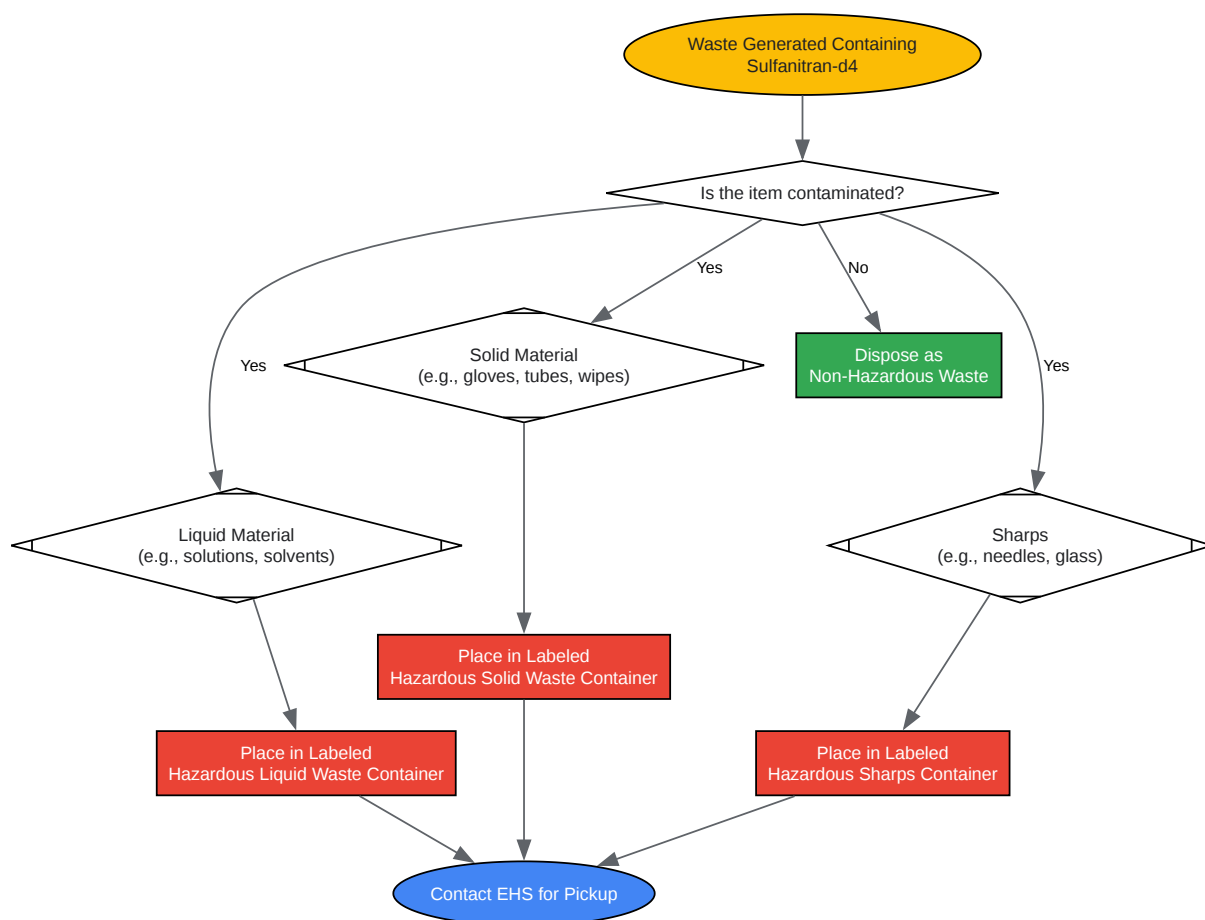 Waste Generated Containing
Sulfanitran-d4
Is the item contaminated?
Yes
No
Yes
Yes
Solid Material
(e.g., gloves, tubes, wipes)
Dispose as
Non-Hazardous Waste
Liquid Material
(e.g., solutions, solvents)
Sharps
(e.g., needles, glass)
Place in Labeled
Hazardous Solid Waste Container
Place in Labeled
Hazardous Liquid Waste Container
Place in Labeled
Hazardous Sharps Container
Contact EHS for Pickup